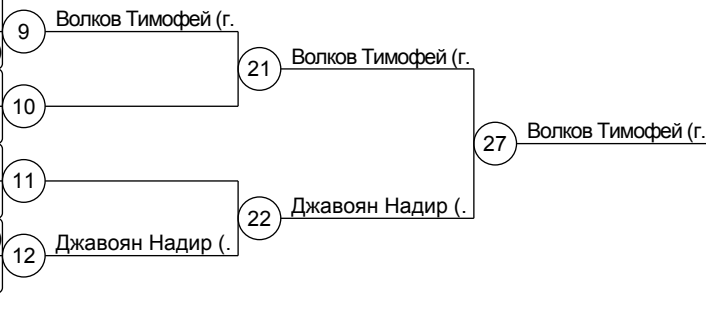 9 Волков Тимофей (г.
21 Волков Тимофей (г.
10
27 Волков Тимофей (г.
11
22 Джавоян Надир (.
12 Джавоян Надир (.